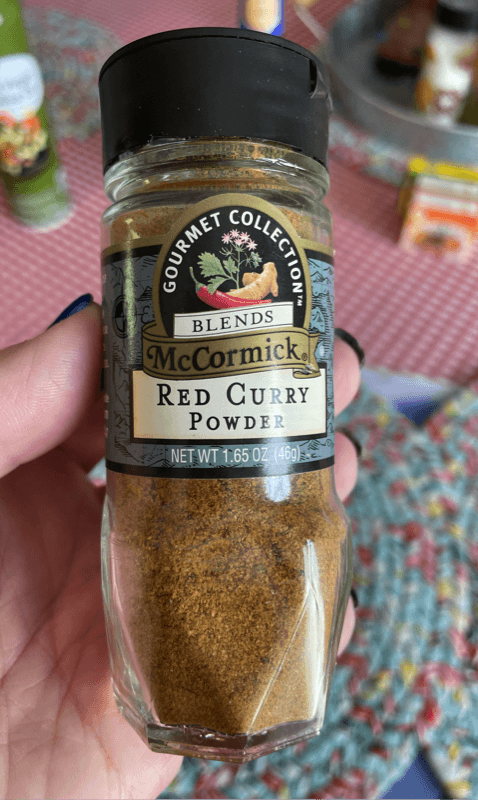 GOURMET COLLECTION™
BLENDS
McCormick®
RED CURRY
POWDER
NET WT 1.65 OZ (46g)